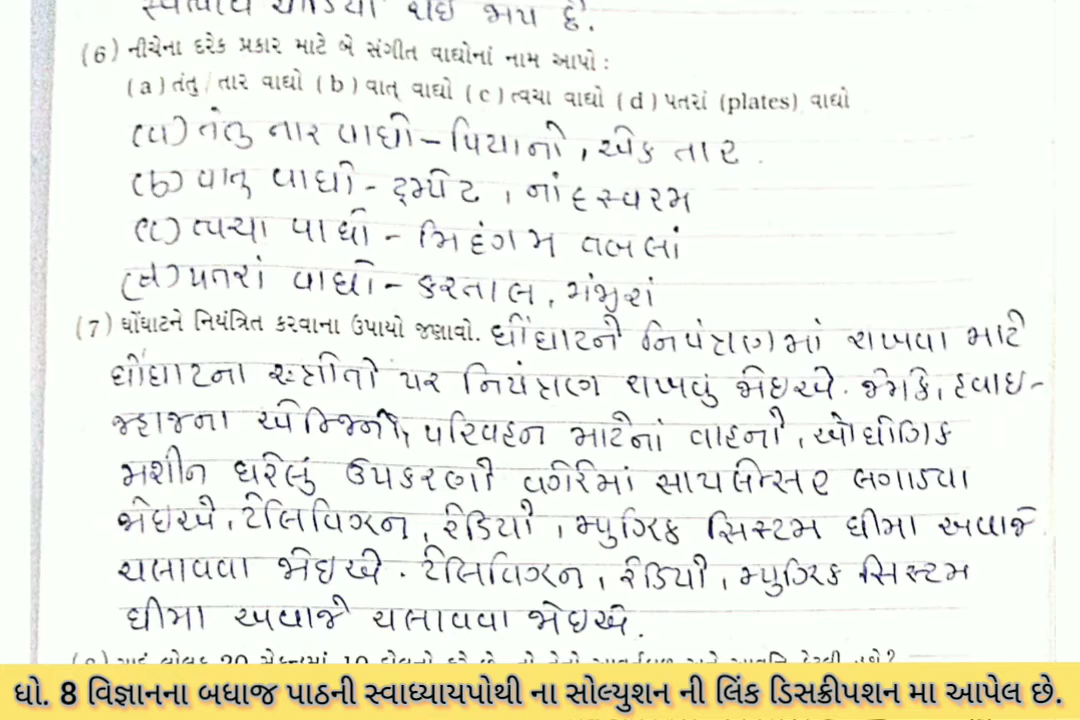 થઈ જાય છે.
(6) નીચેના દરેક પ્રકાર માટે બે સંગીત વાદ્યોનાં નામ આપો :
(a) તંતુ / તાર વાદ્યો (b) વાત્ વાદ્યો (c) ત્વચા વાદ્યો (d) પતરાં (plates) વાદ્યો
(a) તંતુ તાર વાદ્યો – પિયાનો, એક તાર.
(b) વાત્ વાદ્યો - ટ્રમ્પેટ, નાદસ્વરમ
(c) ત્વચા વાદ્યો - મિદંગમ તબલાં
પતરાં વાદ્યો - કરતાલ, મંજીરાં
(7) ઘોંઘાટને નિયંત્રિત કરવાના ઉપાયો જણાવો. ઘોંઘાટને નિયંત્રણમાં રાખવા માટે
ઘોંઘાટના સ્ત્રોતો પર નિયંત્રણ રાખવું જોઈએ. જેમકે, હવાઈ-
જહાજના એન્જિનો, પરિવહન માટેનાં વાહનો, ઓદ્યોગિક
મશીન ઘરેલું ઉપકરણો વગેરેમાં સાયલેન્સર લગાડવા
જોઈએ. ટેલિવિઝન, રેડિયો, મ્યુઝિક સિસ્ટમ ધીમા અવાજે
ચલાવવા જોઈએ. ટેલિવિઝન, રેડિયો, મ્યુઝિક સિસ્ટમ
ધીમા અવાજે ચલાવવા જોઈએ.
ધો. 8 વિજ્ઞાનના બધાજ પાઠની સ્વાધ્યાયપોથી ના સોલ્યુશન ની લિંક ડિસક્રીપશન મા આપેલ છે.